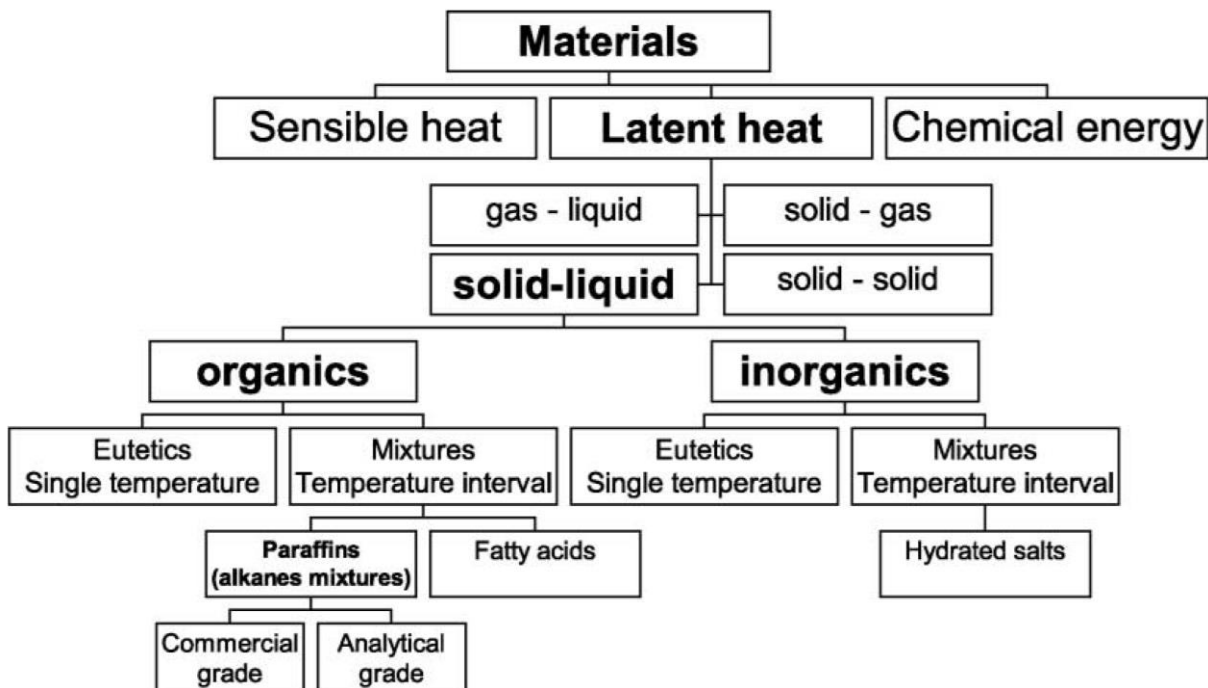 Materials
Sensible heat
Latent heat
Chemical energy
gas - liquid
solid - gas
solid-liquid
solid - solid
organics
inorganics
Eutetics
Single temperature
Mixtures
Temperature interval
Eutetics
Single temperature
Mixtures
Temperature interval
Paraffins
(alkanes mixtures)
Fatty acids
Hydrated salts
Commercial
grade
Analytical
grade